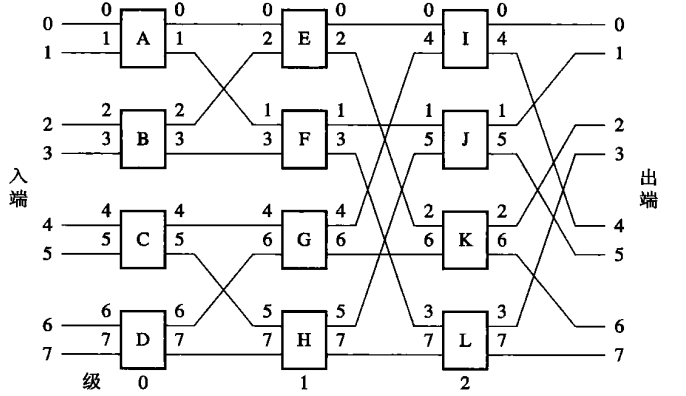 0 0 0 0 0 0 0 0
1 A 1 2 E 2 4 I 4
1 1
2 2 2 1 1 1 1 2
3 B 3 3 F 3 5 J 5
3 3
入端
出端
4 4 4 4 4 2 2 4
5 C 5 6 G 6 6 K 6
5 5
6 6 6 5 5 3 3 6
7 D 7 7 H 7 7 L 7
7 7
级 0 1 2